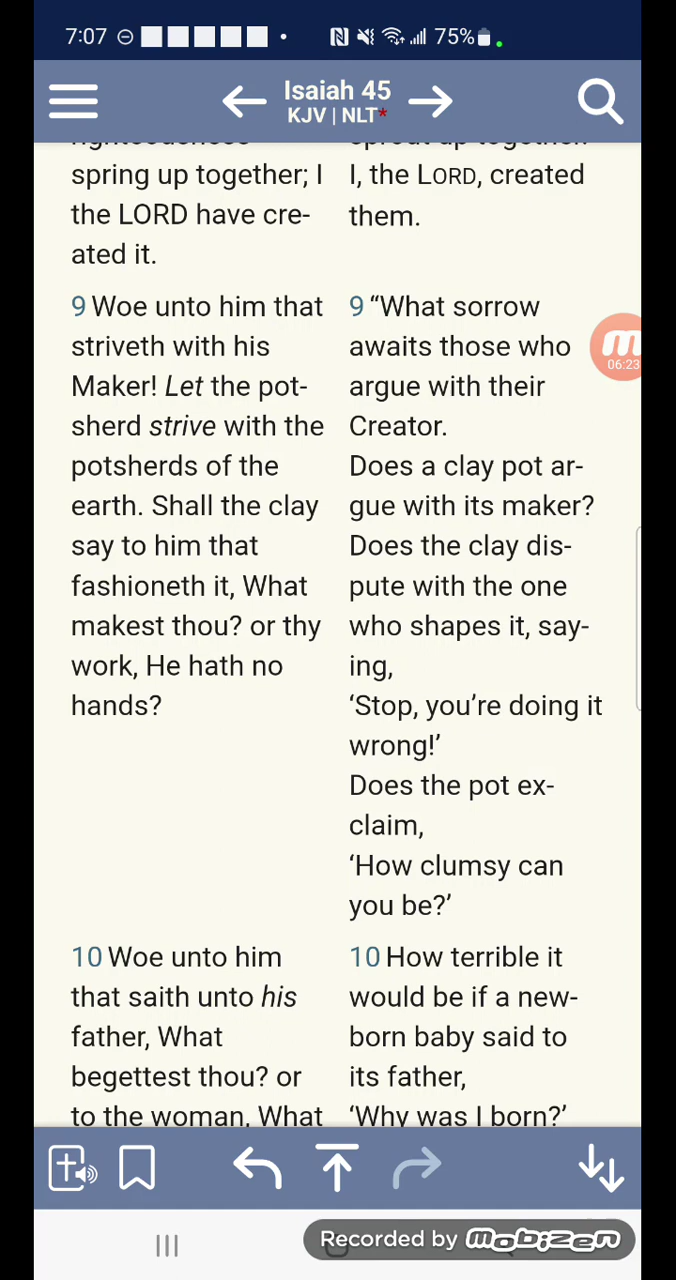 7:07
75%
Isaiah 45
KJV | NLT*
spring up together; I
the LORD have cre-
ated it.
9 Woe unto him that
striveth with his
Maker! Let the pot-
sherd strive with the
potsherds of the
earth. Shall the clay
say to him that
fashioneth it, What
makest thou? or thy
work, He hath no
hands?
10 Woe unto him
that saith unto his
father, What
begettest thou? or
to the woman, What
sprout up together.
I, the LORD, created
them.
9 “What sorrow
awaits those who
argue with their
Creator.
Does a clay pot ar-
gue with its maker?
Does the clay dis-
pute with the one
who shapes it, say-
ing,
‘Stop, you’re doing it
wrong!’
Does the pot ex-
claim,
‘How clumsy can
you be?’
10 How terrible it
would be if a new-
born baby said to
its father,
‘Why was I born?’
06:23
Recorded by mobizen